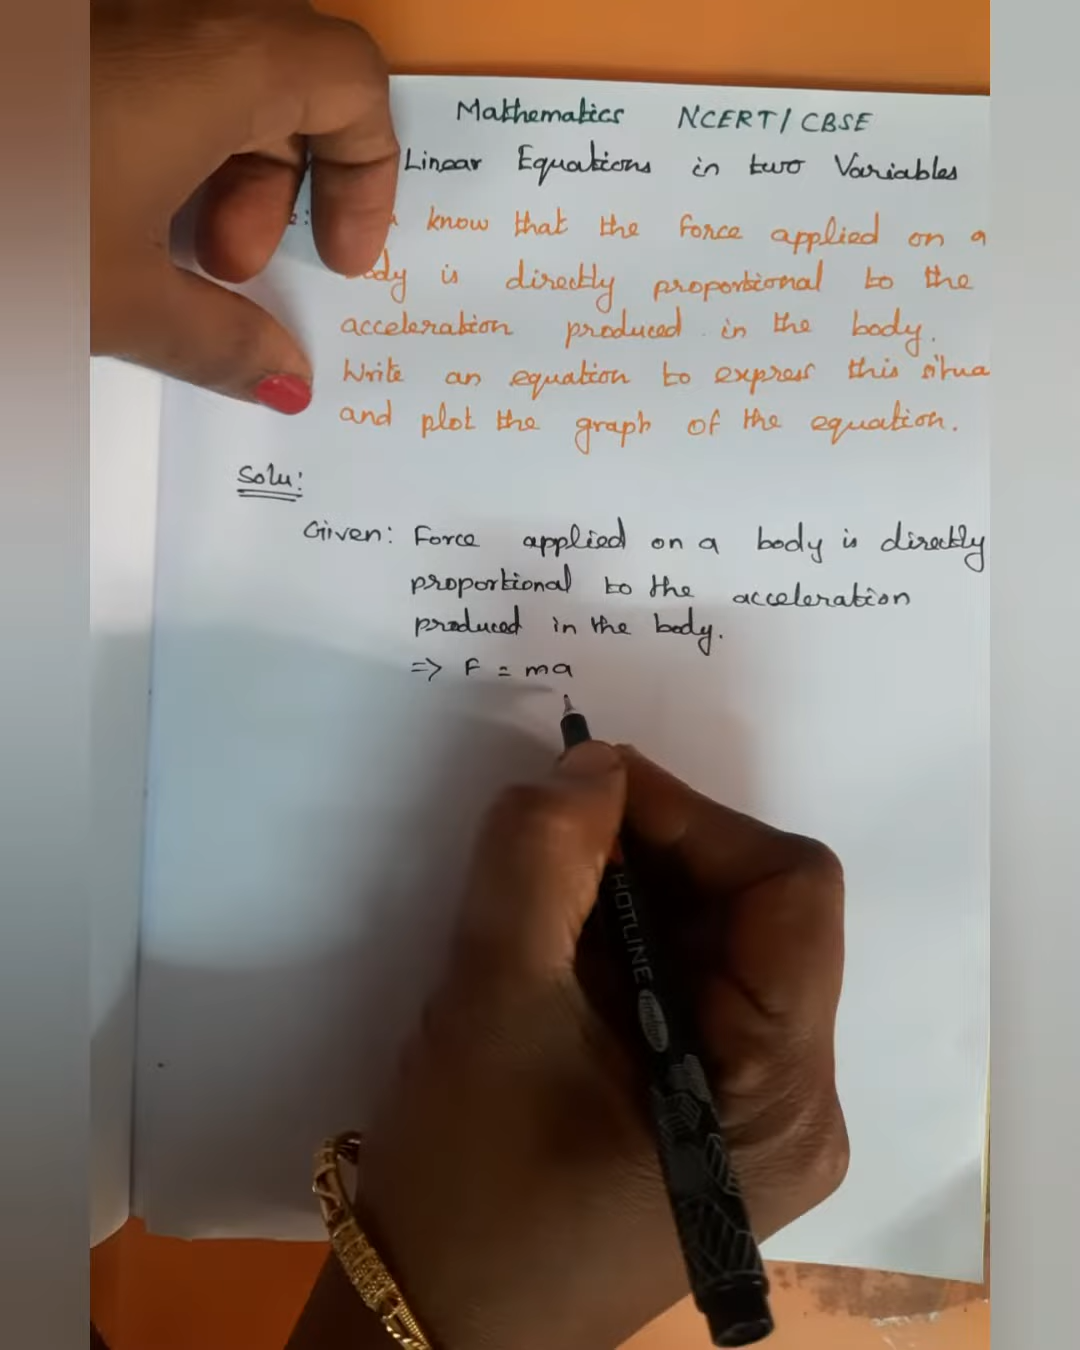 Mathematics NCERT/CBSE
Linear Equations in two Variables
know that the force applied on a
is directly proportional to the
acceleration produced in the body.
Write an equation to express this situa
and plot the graph of the equation.
Solu:
Given: Force applied on a body is directly
proportional to the acceleration
produced in the body.
=> F = ma
HOTLINE